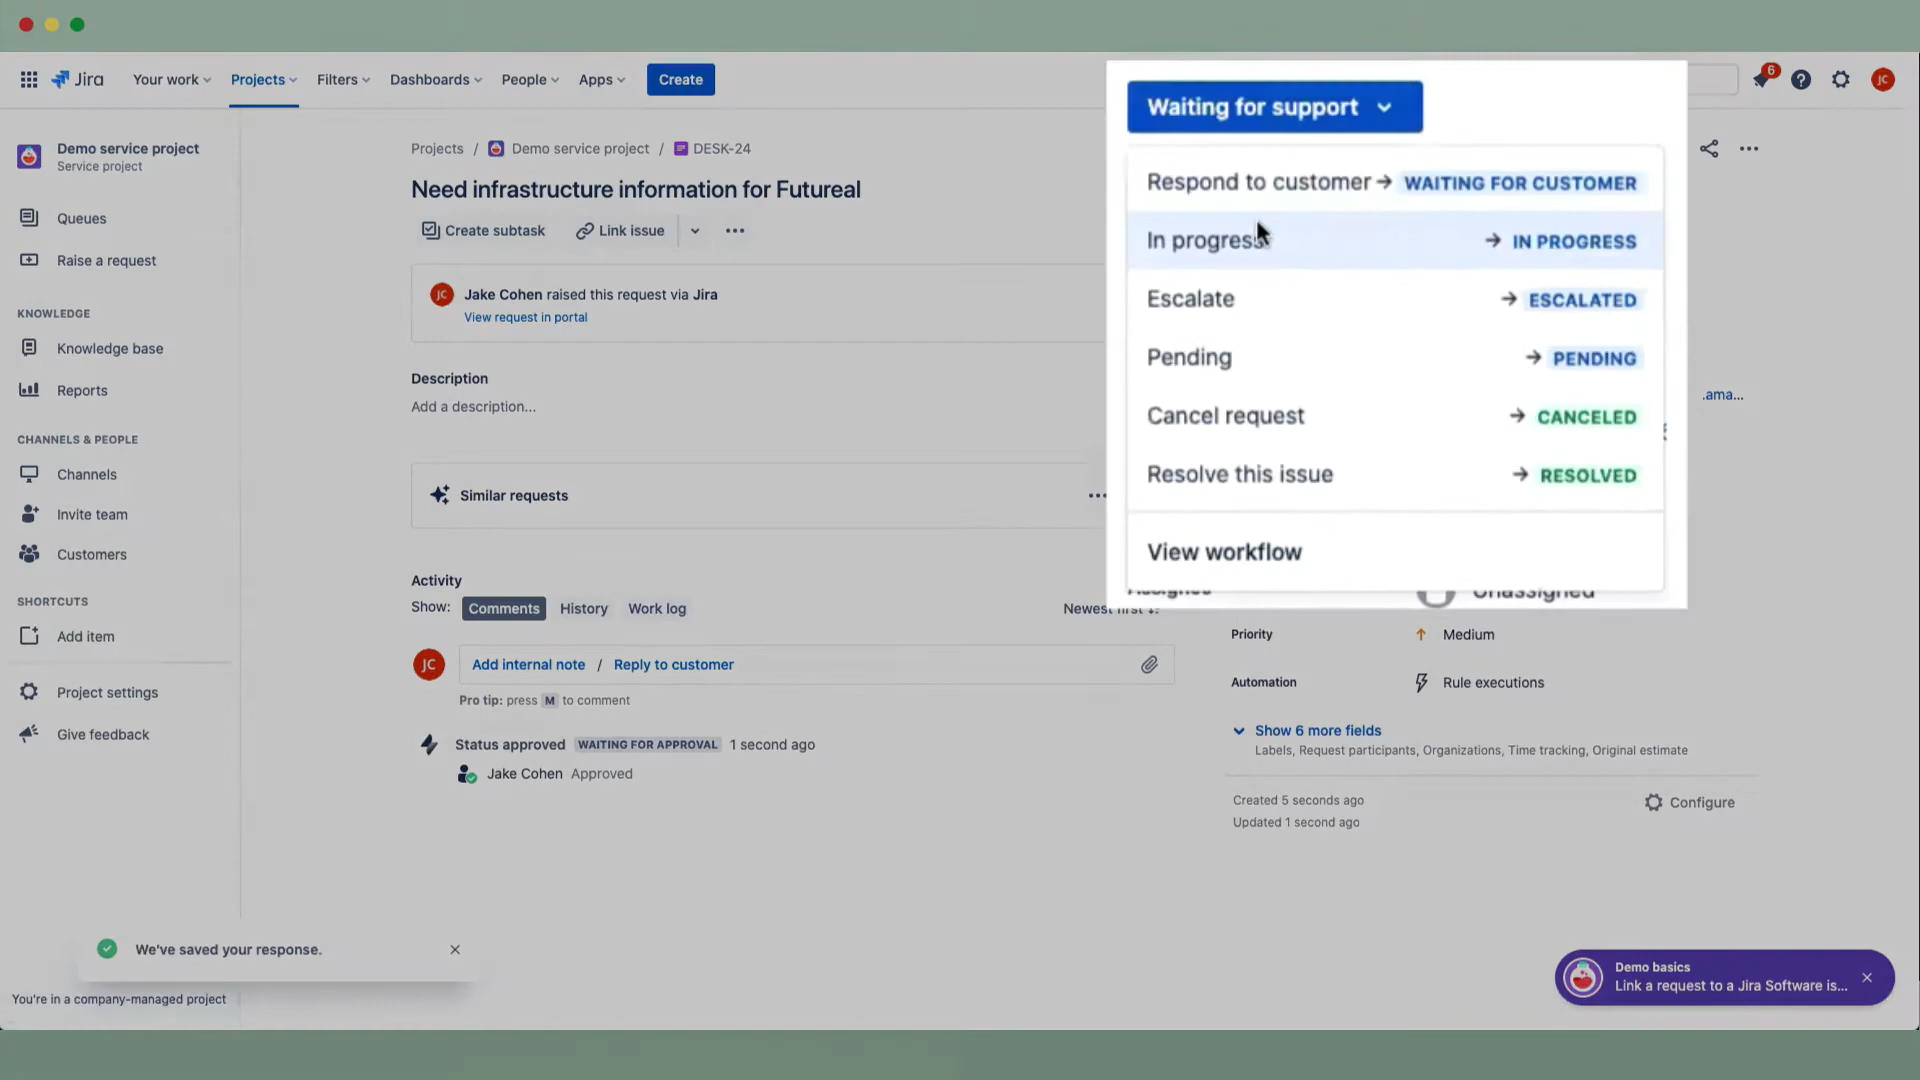 Jira
Your work
Projects
Filters
Dashboards
People
Apps
Create
6
JC
Demo service project
Service project
Queues
Raise a request
KNOWLEDGE
Knowledge base
Reports
CHANNELS & PEOPLE
Channels
Invite team
Customers
SHORTCUTS
Add item
Project settings
Give feedback
You're in a company-managed project
Projects / Demo service project / DESK-24
Need infrastructure information for Futureal
Create subtask
Link issue
JC
Jake Cohen raised this request via Jira
View request in portal
Description
Add a description...
Similar requests
Activity
Show:
Comments
History
Work log
Newest first
JC
Add internal note / Reply to customer
Pro tip: press M to comment
Status approved WAITING FOR APPROVAL 1 second ago
Jake Cohen Approved
Waiting for support
Respond to customer → WAITING FOR CUSTOMER
In progress → IN PROGRESS
Escalate → ESCALATED
Pending → PENDING
Cancel request → CANCELED
Resolve this issue → RESOLVED
View workflow
.ama...
Unassigned
Priority
Medium
Automation
Rule executions
Show 6 more fields
Labels, Request participants, Organizations, Time tracking, Original estimate
Created 5 seconds ago
Updated 1 second ago
Configure
We've saved your response.
Demo basics
Link a request to a Jira Software is...